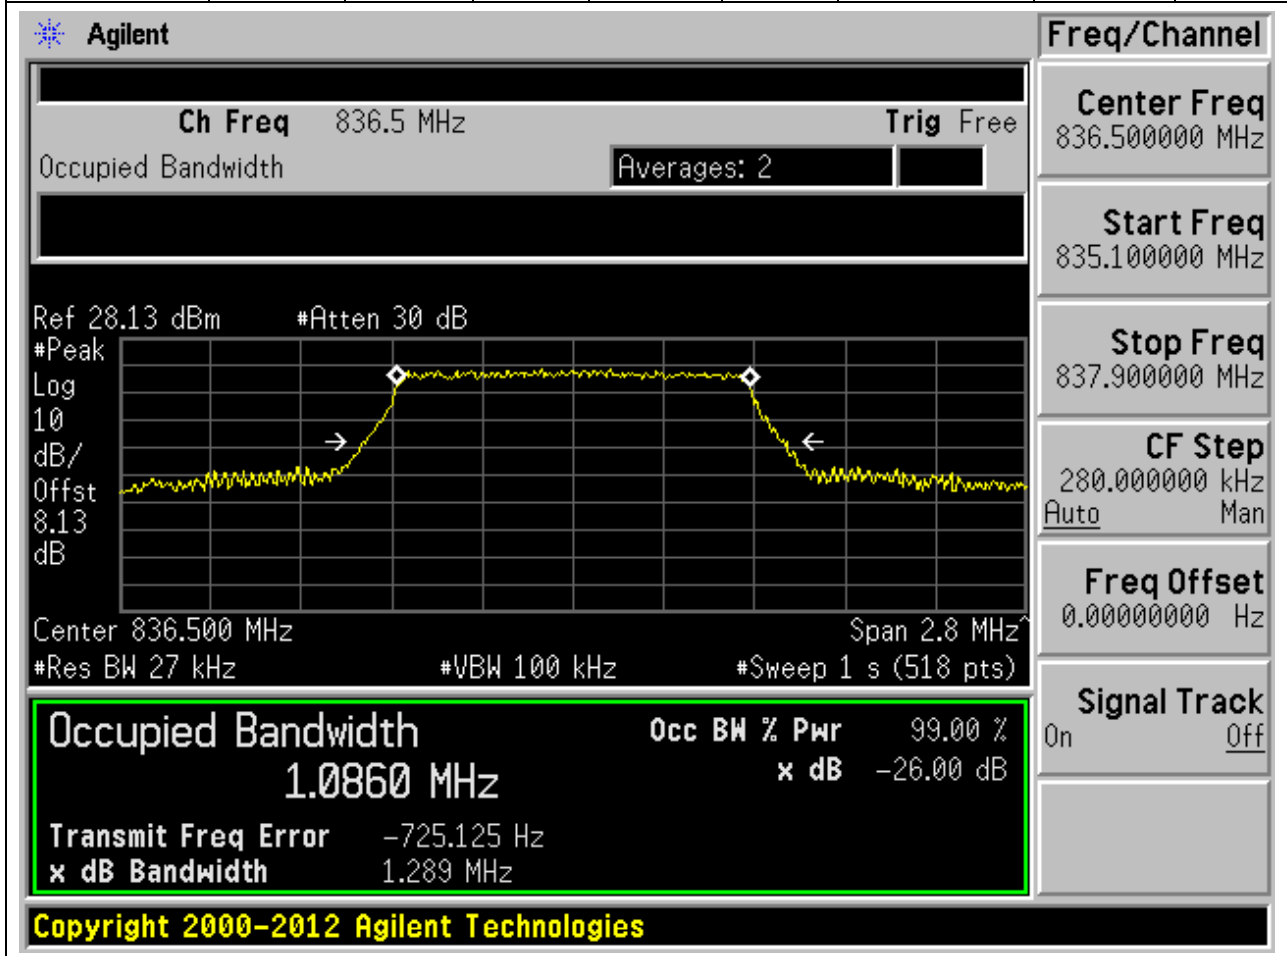 Agilent
Freq/Channel
Ch Freq 836.5 MHz Trig Free
Occupied Bandwidth Averages: 2
Center Freq
836.500000 MHz
Start Freq
835.100000 MHz
Stop Freq
837.900000 MHz
CF Step
280.000000 kHz
Auto Man
Freq Offset
0.00000000 Hz
Signal Track
On Off
Ref 28.13 dBm #Atten 30 dB
#Peak
Log
10
dB/
Offst
8.13
dB
Center 836.500 MHz Span 2.8 MHz^
#Res BW 27 kHz #VBW 100 kHz #Sweep 1 s (518 pts)
Occupied Bandwidth
1.0860 MHz
Occ BW % Pwr 99.00 %
x dB -26.00 dB
Transmit Freq Error -725.125 Hz
x dB Bandwidth 1.289 MHz
Copyright 2000-2012 Agilent Technologies